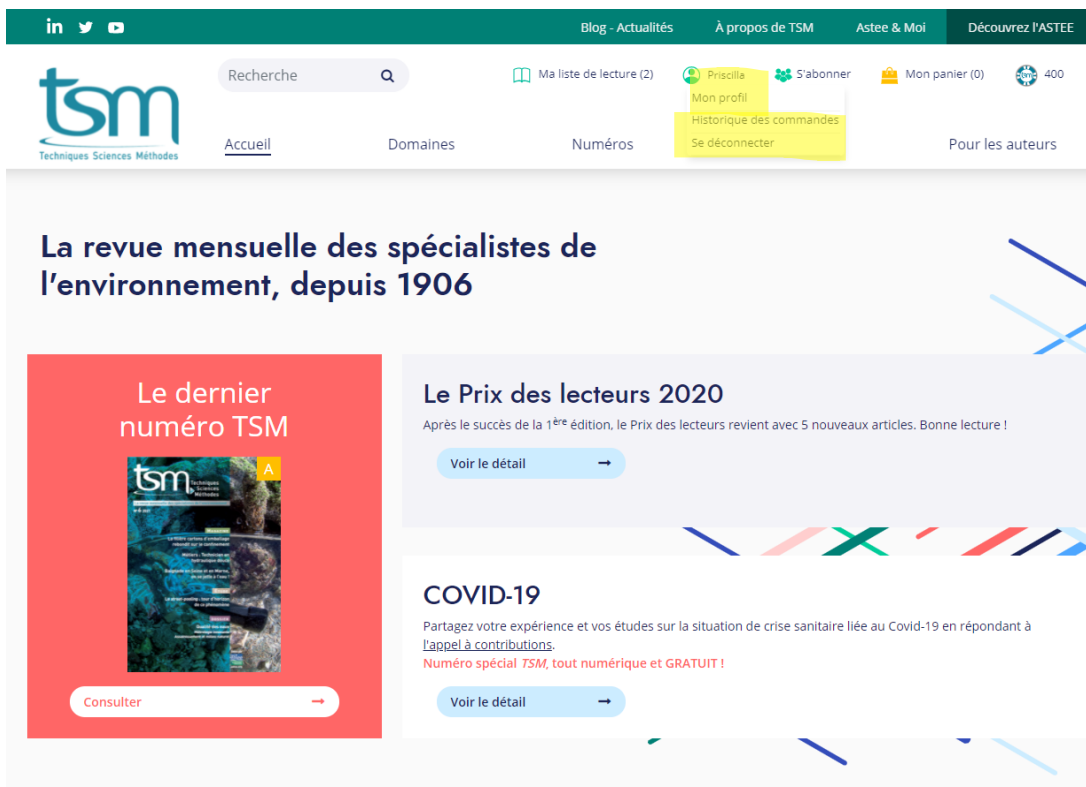 in
Blog - Actualités
À propos de TSM
Astee & Moi
Découvrez l'ASTEE
Recherche
Ma liste de lecture (2)
Priscilla
S'abonner
Mon panier (0)
tsm
400
Mon profil
Historique des commandes
Se déconnecter
tsm
Techniques Sciences Méthodes
Accueil
Domaines
Numéros
Pour les auteurs
La revue mensuelle des spécialistes de
l'environnement, depuis 1906
Le dernier
numéro TSM
A
tsm
Techniques
Sciences
Méthodes
Consulter
Le Prix des lecteurs 2020
Après le succès de la 1ère édition, le Prix des lecteurs revient avec 5 nouveaux articles. Bonne lecture !
Voir le détail
COVID-19
Partagez votre expérience et vos études sur la situation de crise sanitaire liée au Covid-19 en répondant à
l'appel à contributions.
Numéro spécial TSM, tout numérique et GRATUIT !
Voir le détail